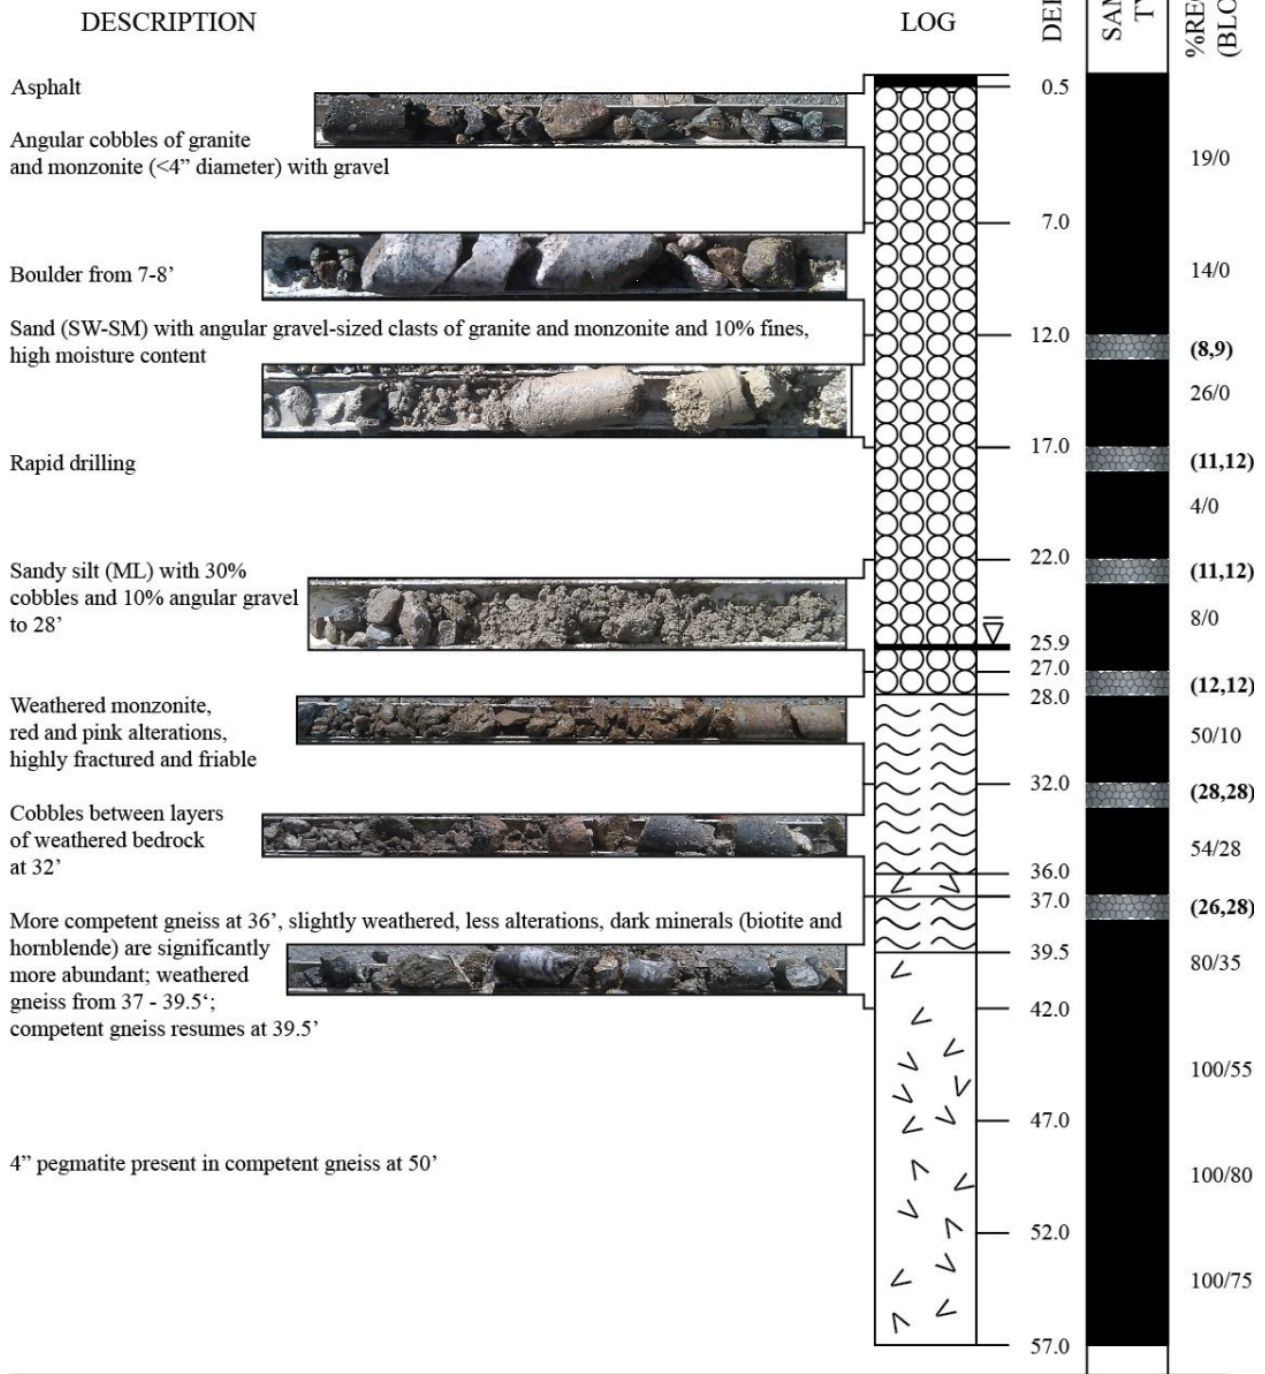 DESCRIPTION
LOG
Asphalt
Angular cobbles of granite
and monzonite (<4” diameter) with gravel
Boulder from 7-8’
Sand (SW-SM) with angular gravel-sized clasts of granite and monzonite and 10% fines,
high moisture content
Rapid drilling
Sandy silt (ML) with 30%
cobbles and 10% angular gravel
to 28’
Weathered monzonite,
red and pink alterations,
highly fractured and friable
Cobbles between layers
of weathered bedrock
at 32’
More competent gneiss at 36’, slightly weathered, less alterations, dark minerals (biotite and
hornblende) are significantly
more abundant; weathered
gneiss from 37 - 39.5‘;
competent gneiss resumes at 39.5’
4” pegmatite present in competent gneiss at 50’
0.5
7.0
12.0
17.0
22.0
25.9
27.0
28.0
32.0
36.0
37.0
39.5
42.0
47.0
52.0
57.0
%REC
(BLO
19/0
14/0
(8,9)
26/0
(11,12)
4/0
(11,12)
8/0
(12,12)
50/10
(28,28)
54/28
(26,28)
80/35
100/55
100/80
100/75